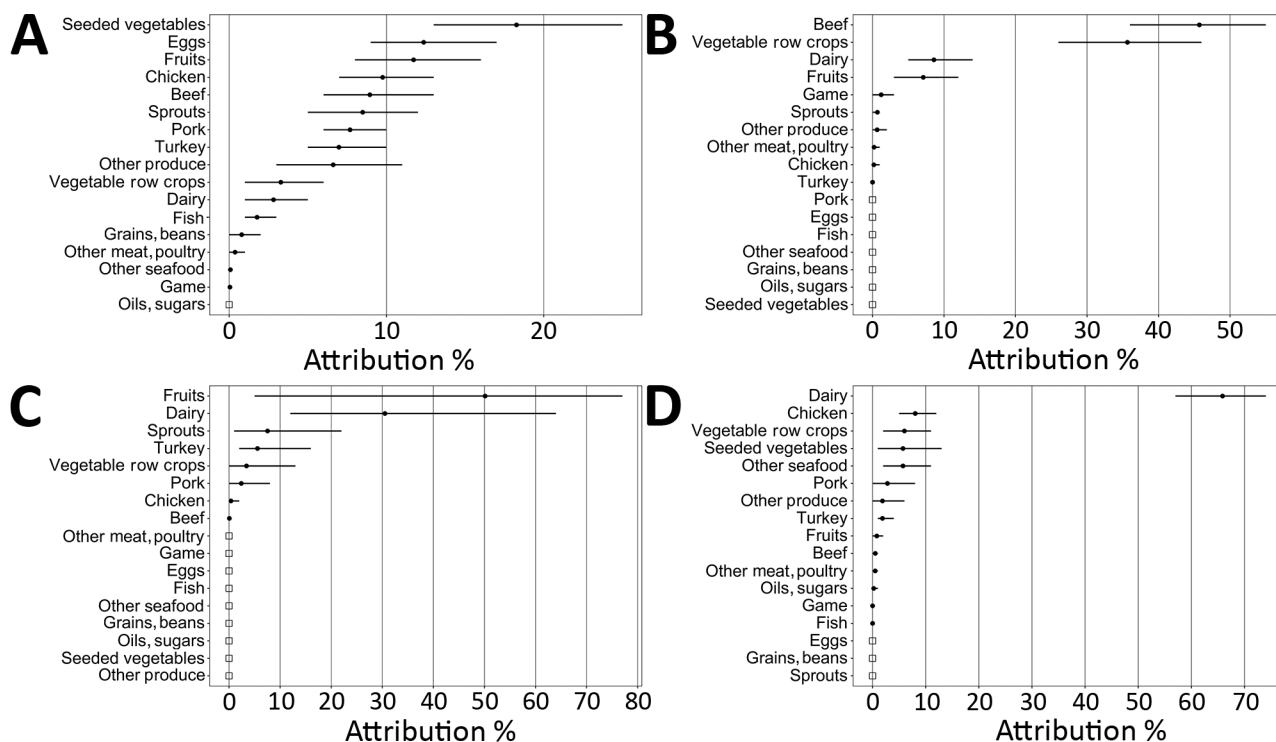 A
Seeded vegetables
Eggs
Fruits
Chicken
Beef
Sprouts
Pork
Turkey
Other produce
Vegetable row crops
Dairy
Fish
Grains, beans
Other meat, poultry
Other seafood
Game
Oils, sugars
0 10 20
Attribution %
B
Beef
Vegetable row crops
Dairy
Fruits
Game
Sprouts
Other produce
Other meat, poultry
Chicken
Turkey
Pork
Eggs
Fish
Other seafood
Grains, beans
Oils, sugars
Seeded vegetables
0 10 20 30 40 50
Attribution %
C
Fruits
Dairy
Sprouts
Turkey
Vegetable row crops
Pork
Chicken
Beef
Other meat, poultry
Game
Eggs
Fish
Other seafood
Grains, beans
Oils, sugars
Seeded vegetables
Other produce
0 10 20 30 40 50 60 70 80
Attribution %
D
Dairy
Chicken
Vegetable row crops
Seeded vegetables
Other seafood
Pork
Other produce
Turkey
Fruits
Beef
Other meat, poultry
Oils, sugars
Game
Fish
Eggs
Grains, beans
Sprouts
0 10 20 30 40 50 60 70
Attribution %